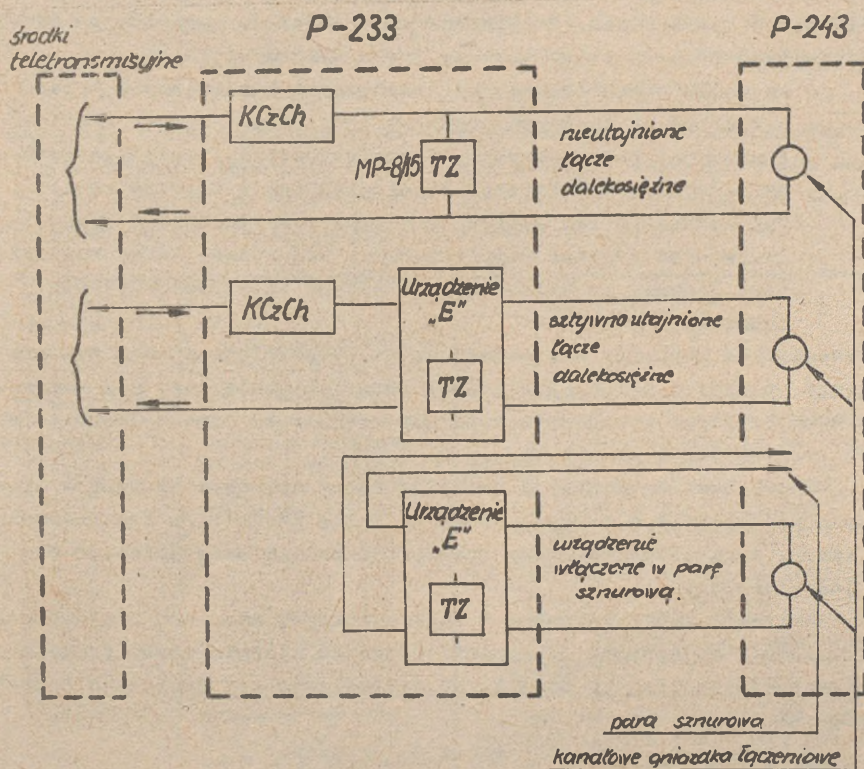 środki
teletransmisyjne
P-233
P-243
KCzCh
MP-8/15
TZ
nieutajnione
łącze
dalekosiężne
KCzCh
Urządzenie
„E"
TZ
sztywno utajnione
łącze
dalekosiężne
Urządzenie
„E"
TZ
urządzenie
włączone w parę
sznurową.
para sznurowa
kanałowe gniazdka łączeniowe